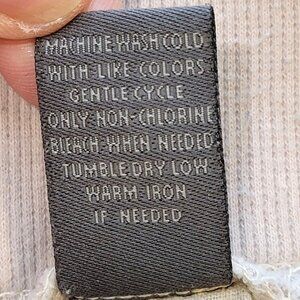 MACHINE WASH COLD
WITH LIKE COLORS
GENTLE CYCLE
ONLY NON-CHLORINE
BLEACH WHEN NEEDED
TUMBLE DRY LOW
WARM IRON
IF NEEDED